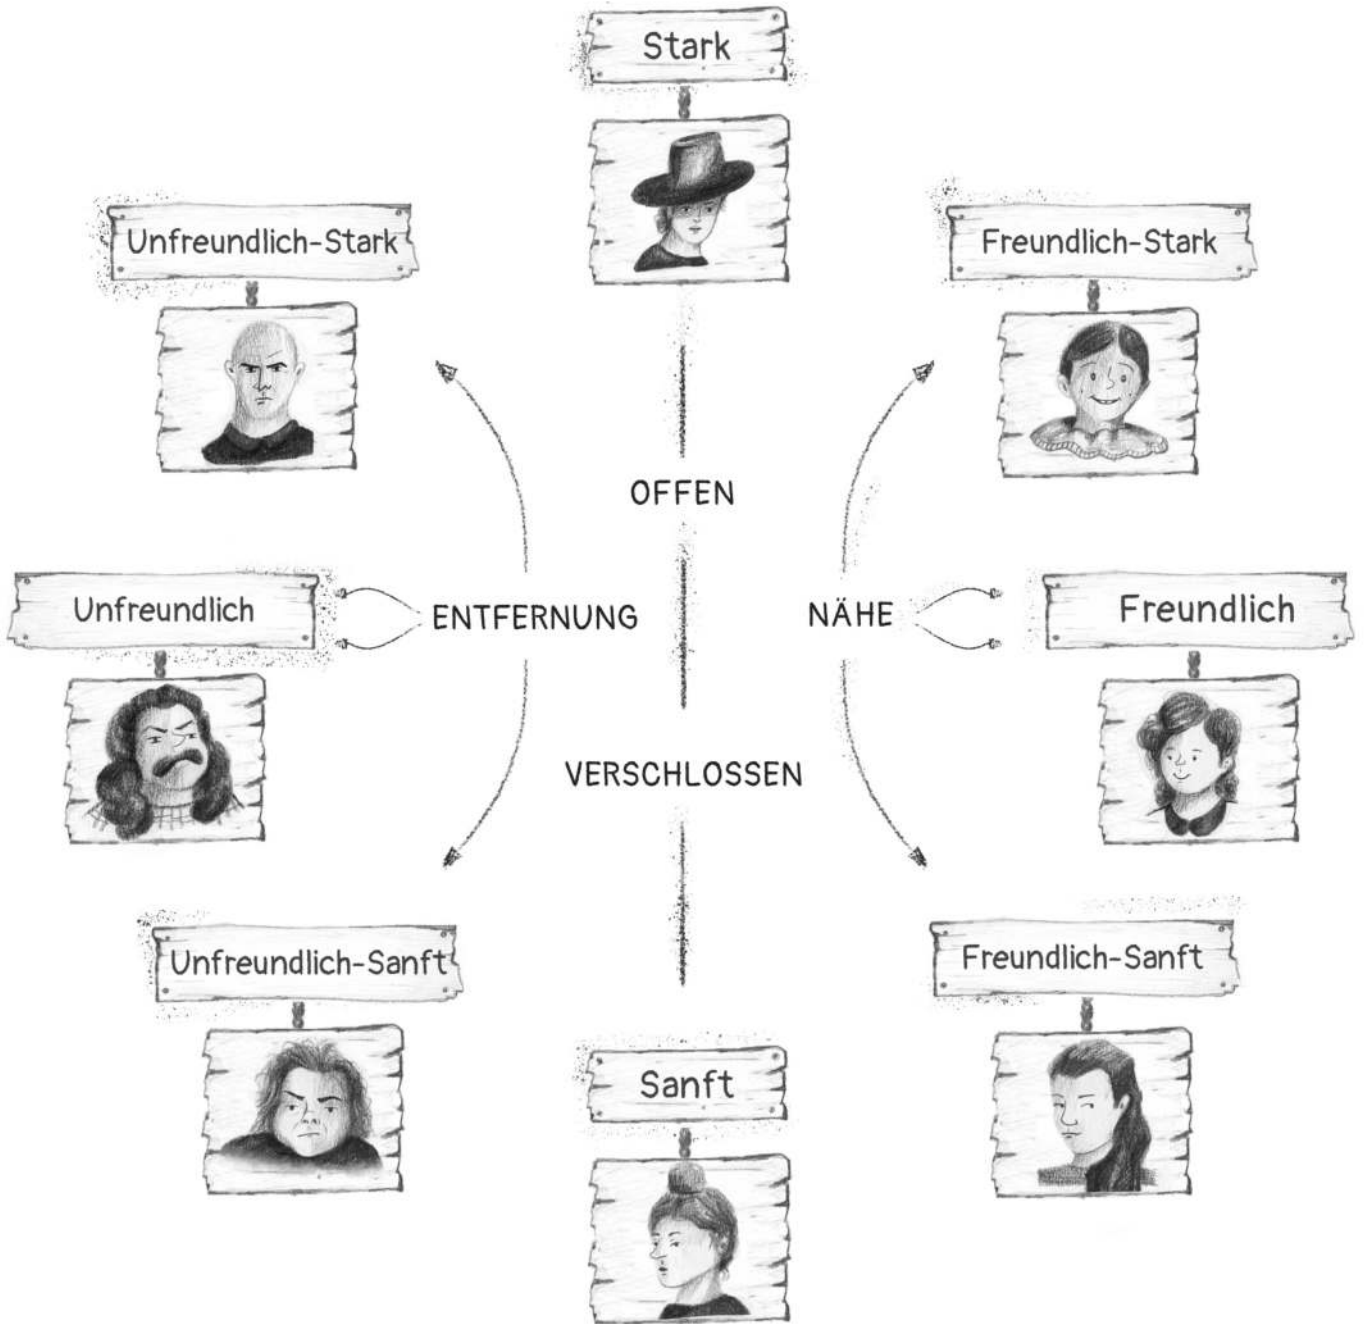 Stark
Unfreundlich-Stark
Freundlich-Stark
OFFEN
Unfreundlich
ENTFERNUNG
NÄHE
Freundlich
VERSCHLOSSEN
Unfreundlich-Sanft
Freundlich-Sanft
Sanft